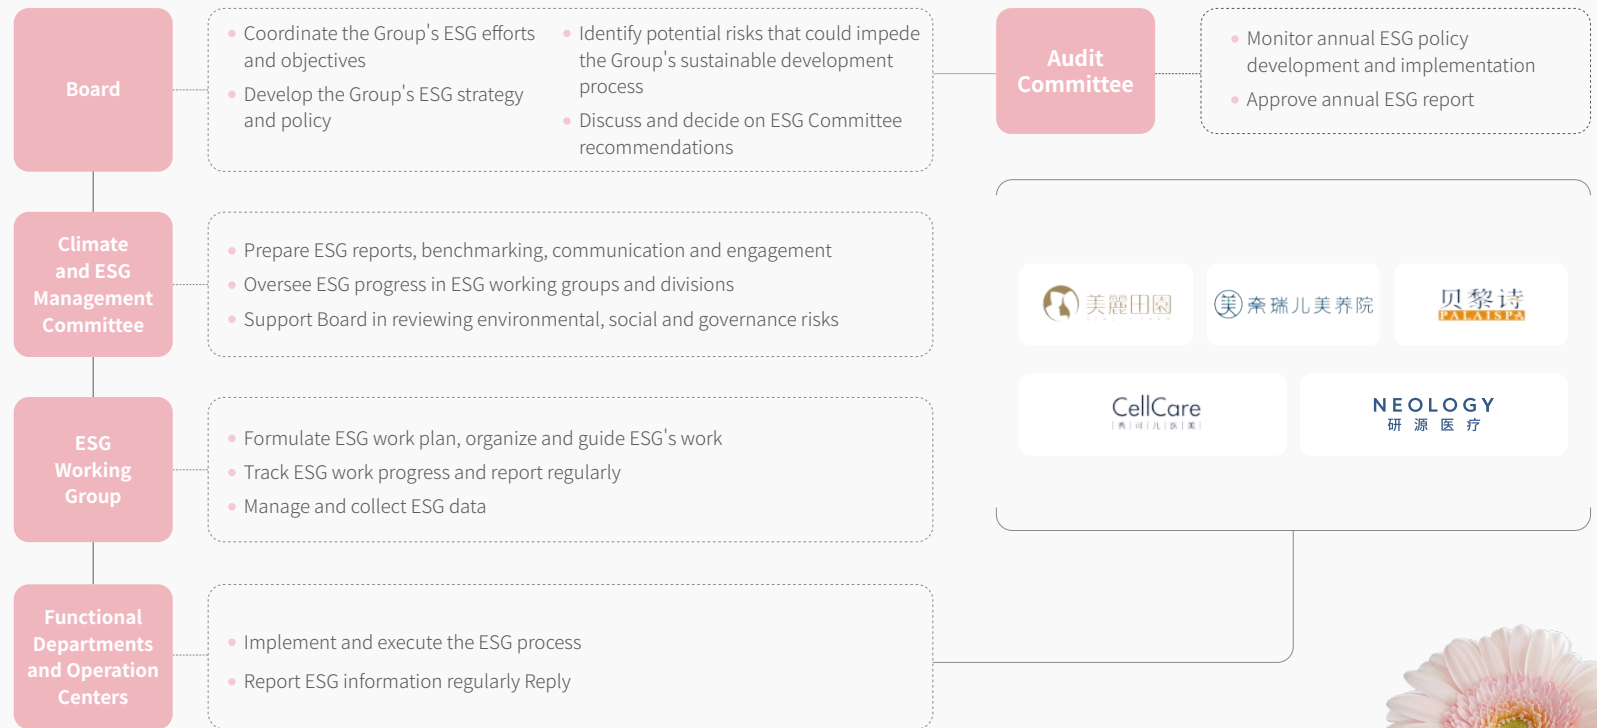 Board
Coordinate the Group's ESG efforts
and objectives
Develop the Group's ESG strategy
and policy
Identify potential risks that could impede
the Group's sustainable development
process
Discuss and decide on ESG Committee
recommendations
Audit
Committee
Monitor annual ESG policy
development and implementation
Approve annual ESG report
Climate
and ESG
Management
Committee
Prepare ESG reports, benchmarking, communication and engagement
Oversee ESG progress in ESG working groups and divisions
Support Board in reviewing environmental, social and governance risks
美麗田園
美 奈瑞儿美养院
贝黎诗
PALAISPA
CellCare
NEOLOGY
研源医疗
ESG
Working
Group
Formulate ESG work plan, organize and guide ESG's work
Track ESG work progress and report regularly
Manage and collect ESG data
Functional
Departments
and Operation
Centers
Implement and execute the ESG process
Report ESG information regularly Reply